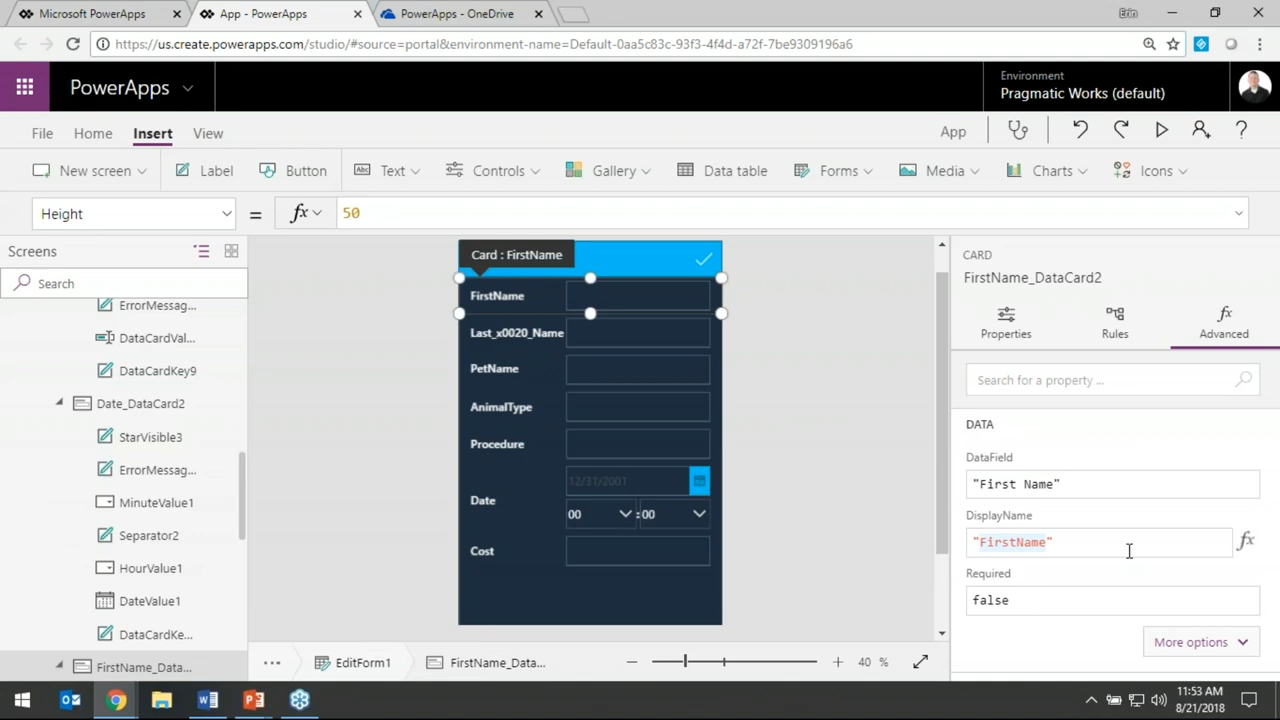 Microsoft PowerApps
App - PowerApps
PowerApps - OneDrive
Erin
https://us.create.powerapps.com/studio/#source=portal&environment-name=Default-0aa5c83c-93f3-4f4d-a72f-7be9309196a6
PowerApps
Environment
Pragmatic Works (default)
File
Home
Insert
View
App
New screen
Label
Button
Abc Text
Controls
Gallery
Data table
Forms
Media
Charts
Icons
Height
=
fx
50
Screens
Search
ErrorMessag...
DataCardVal...
DataCardKey9
Date_DataCard2
StarVisible3
ErrorMessag...
MinuteValue1
Separator2
HourValue1
DateValue1
DataCardKe...
FirstName_Data...
Card : FirstName
FirstName
Last_x0020_Name
PetName
AnimalType
Procedure
12/31/2001
Date
00 : 00
Cost
... EditForm1 FirstName_Data...
40 %
CARD
FirstName_DataCard2
Properties
Rules
fx
Advanced
Search for a property ...
DATA
DataField
"First Name"
DisplayName
"FirstName"
fx
Required
false
More options
11:53 AM
8/21/2018